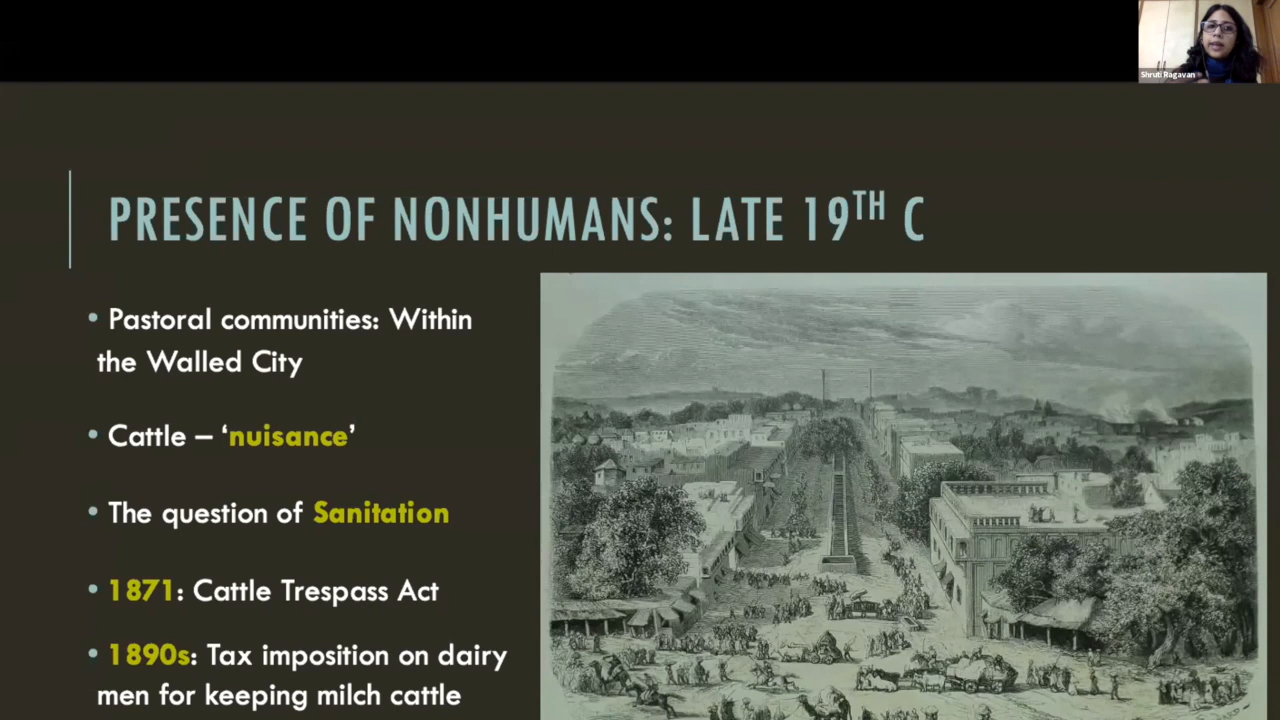 Shruti Ragavan
PRESENCE OF NONHUMANS: LATE 19TH C
• Pastoral communities: Within
the Walled City
• Cattle – ‘nuisance’
• The question of Sanitation
• 1871: Cattle Trespass Act
• 1890s: Tax imposition on dairy
men for keeping milch cattle